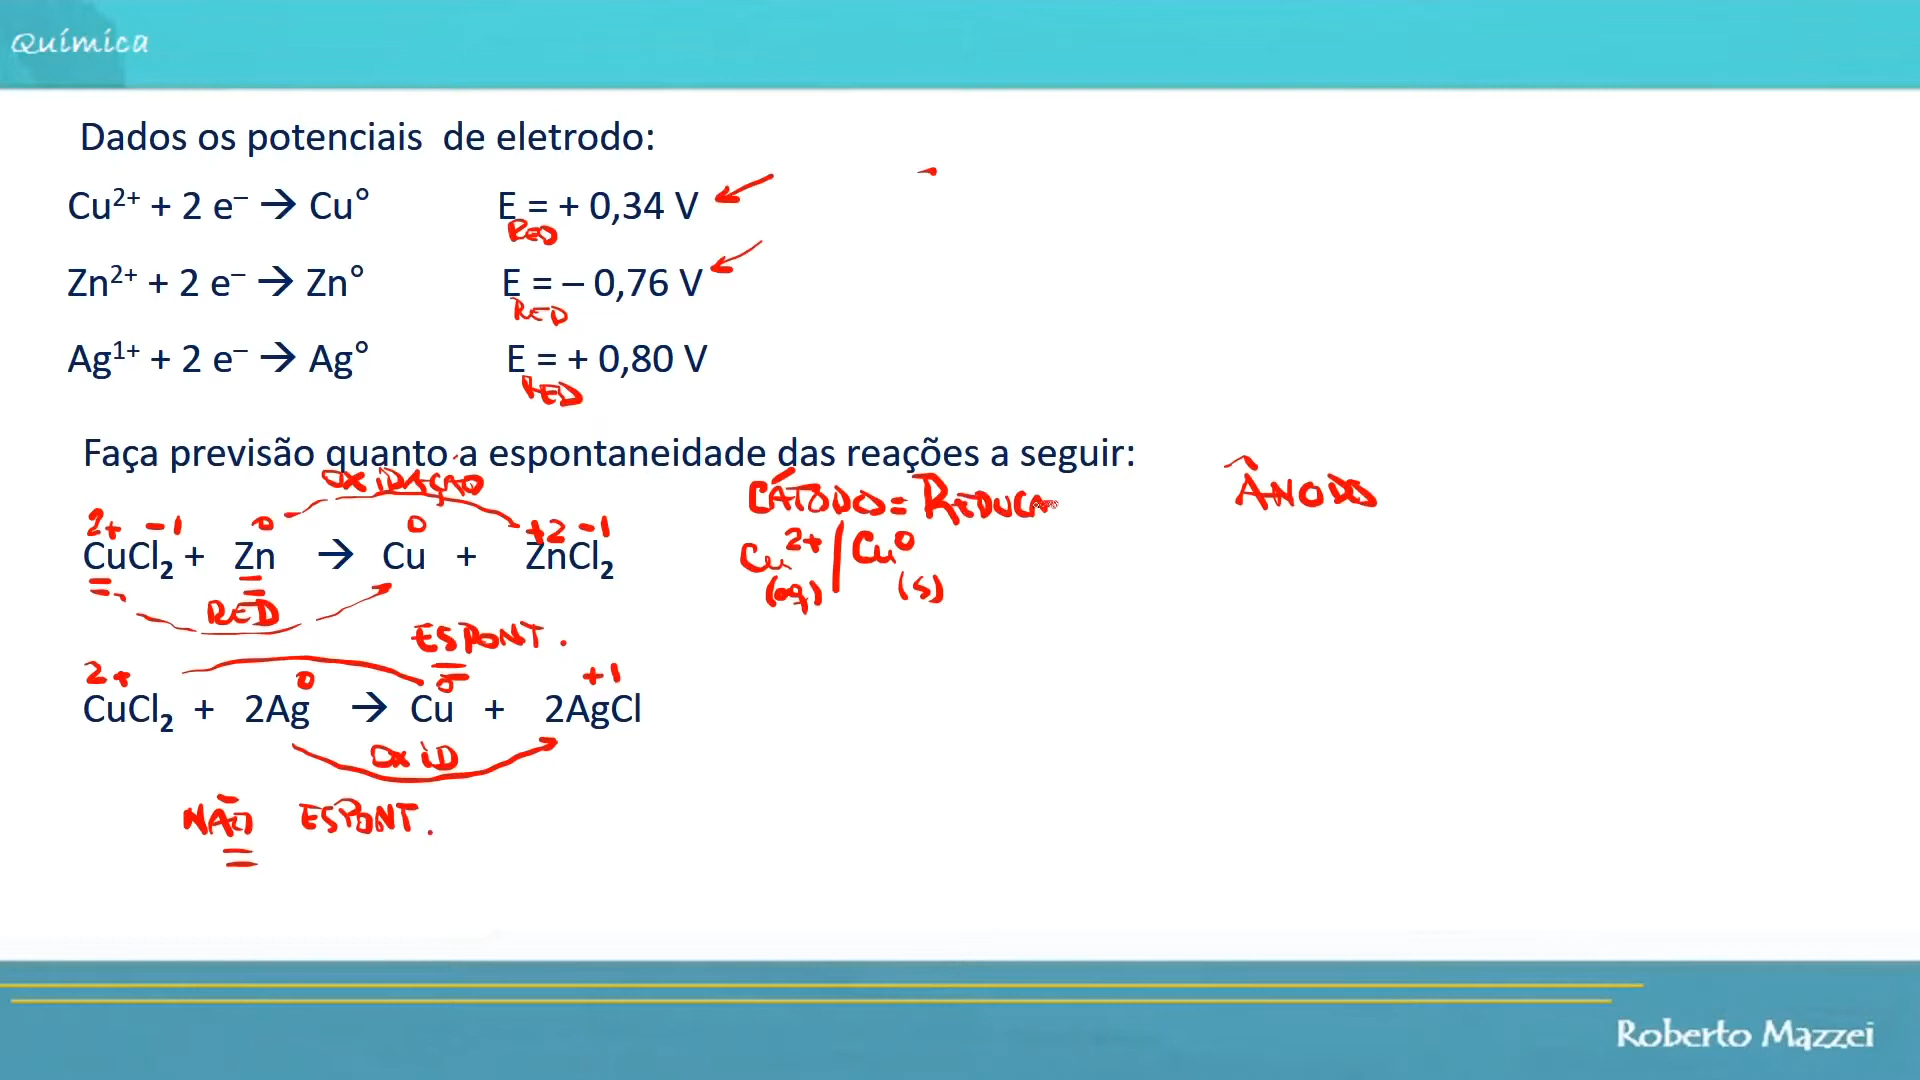 Química
Dados os potenciais de eletrodo:
Cu²⁺ + 2 e⁻ → Cu° E = + 0,34 V
RED
Zn²⁺ + 2 e⁻ → Zn° E = – 0,76 V
RED
Ag¹⁺ + 2 e⁻ → Ag° E = + 0,80 V
RED
Faça previsão quanto a espontaneidade das reações a seguir:
OXIDAÇÃO
CÁTODO = REDUCA
ÂNODO
2+ -1 0 0 +2 -1
CuCl₂ + Zn → Cu + ZnCl₂
Cu²⁺(aq) | Cu⁰(s)
RED
ESPONT.
2+ 0 0 +1
CuCl₂ + 2Ag → Cu + 2AgCl
OXID
NÃO ESPONT.
Roberto Mazzei